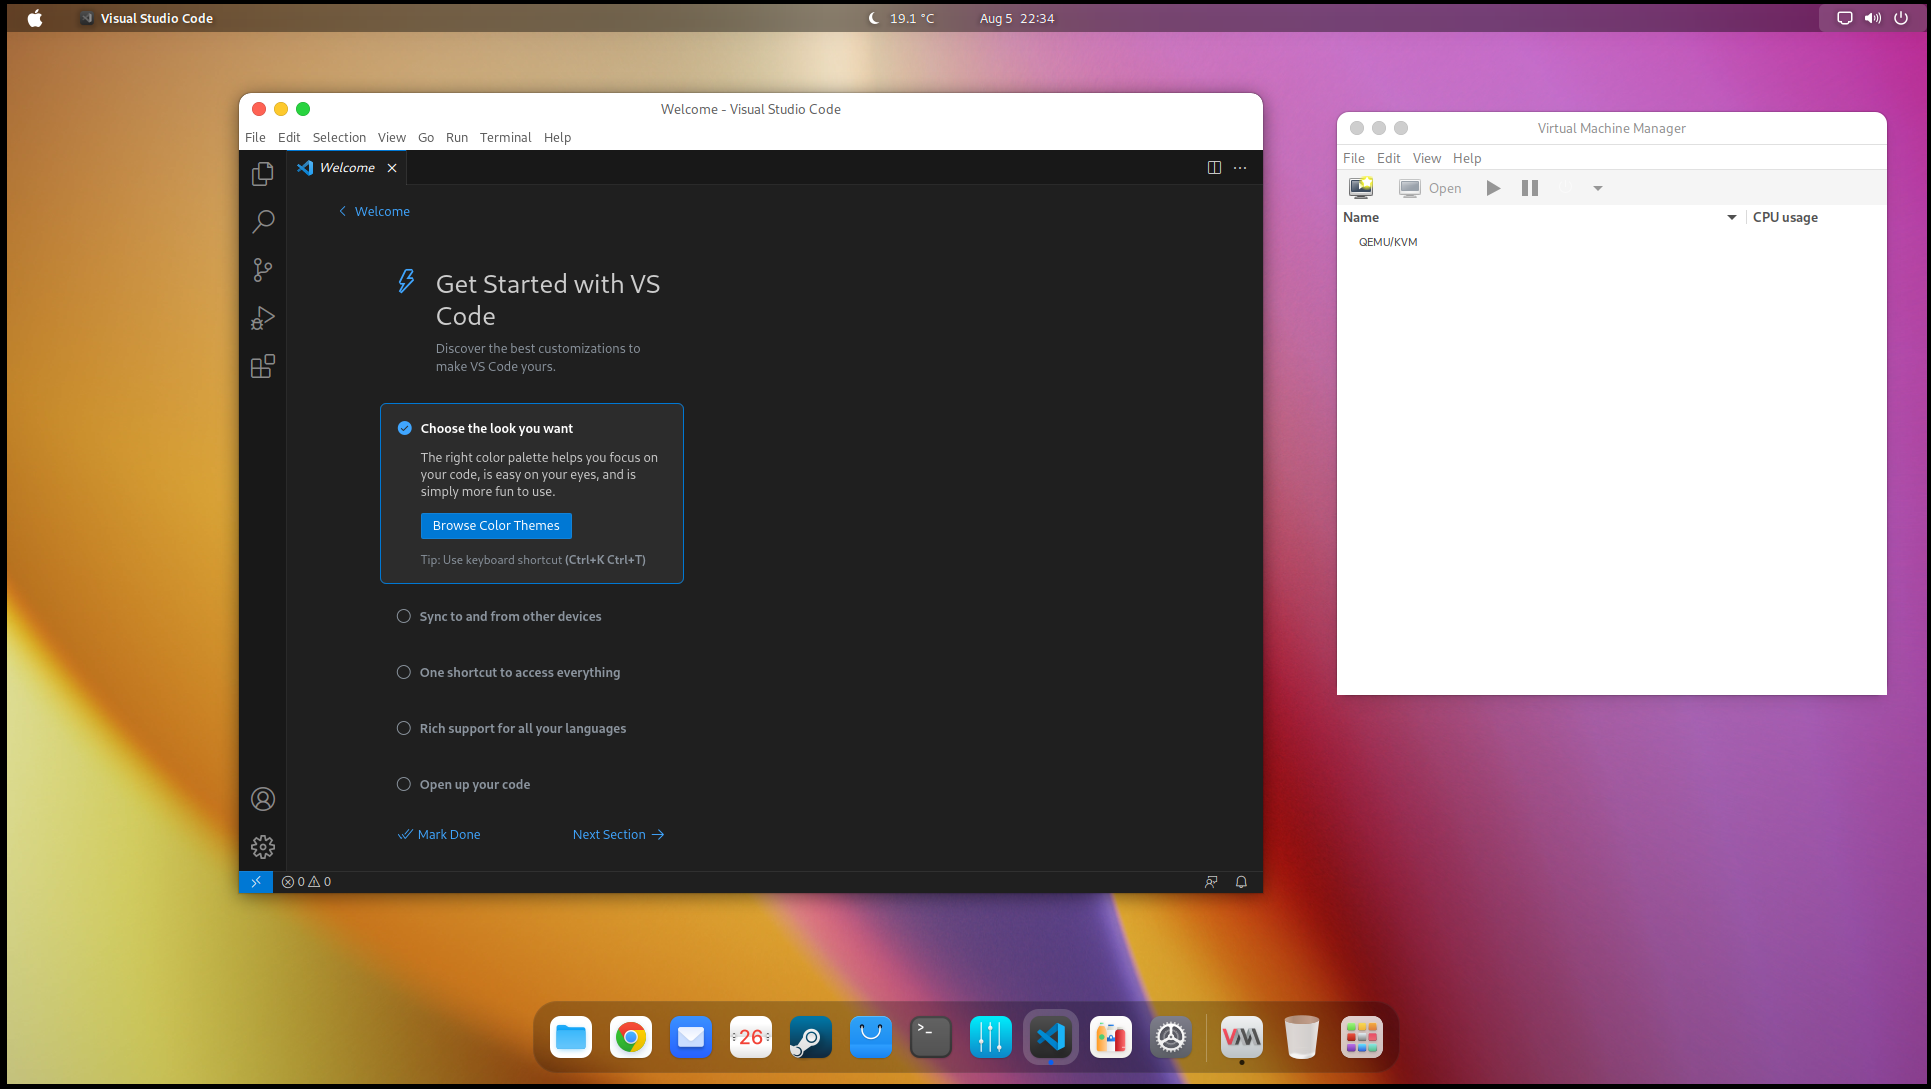 Visual Studio Code
19.1 °C
Aug 5 22:34
Welcome - Visual Studio Code
File Edit Selection View Go Run Terminal Help
Welcome
Welcome
Get Started with VS
Code
Discover the best customizations to
make VS Code yours.
Choose the look you want
The right color palette helps you focus on
your code, is easy on your eyes, and is
simply more fun to use.
Browse Color Themes
Tip: Use keyboard shortcut (Ctrl+K Ctrl+T)
Sync to and from other devices
One shortcut to access everything
Rich support for all your languages
Open up your code
Mark Done
Next Section
0 0
Virtual Machine Manager
File Edit View Help
Open
Name
CPU usage
QEMU/KVM
26
>_
VMM